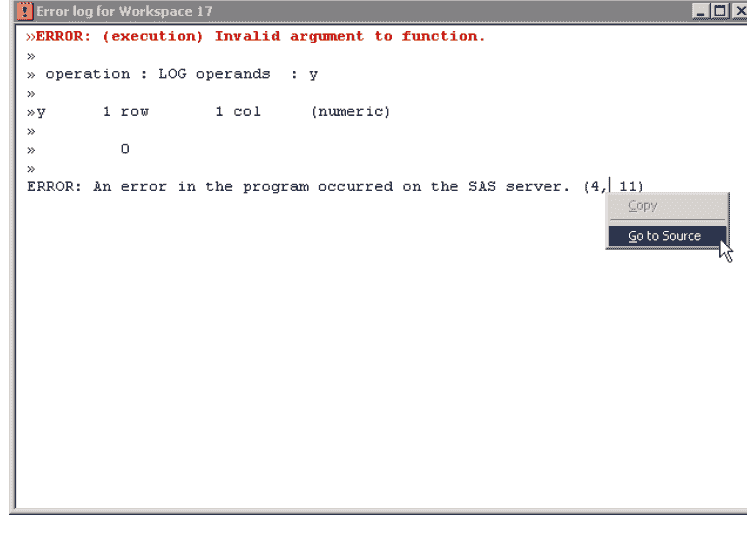 Error log for Workspace 17
»ERROR: (execution) Invalid argument to function.
»
» operation : LOG operands  : y
»
»y      1 row       1 col     (numeric)
»
»         0
»
ERROR: An error in the program occurred on the SAS server. (4, 11)
Copy
Go to Source